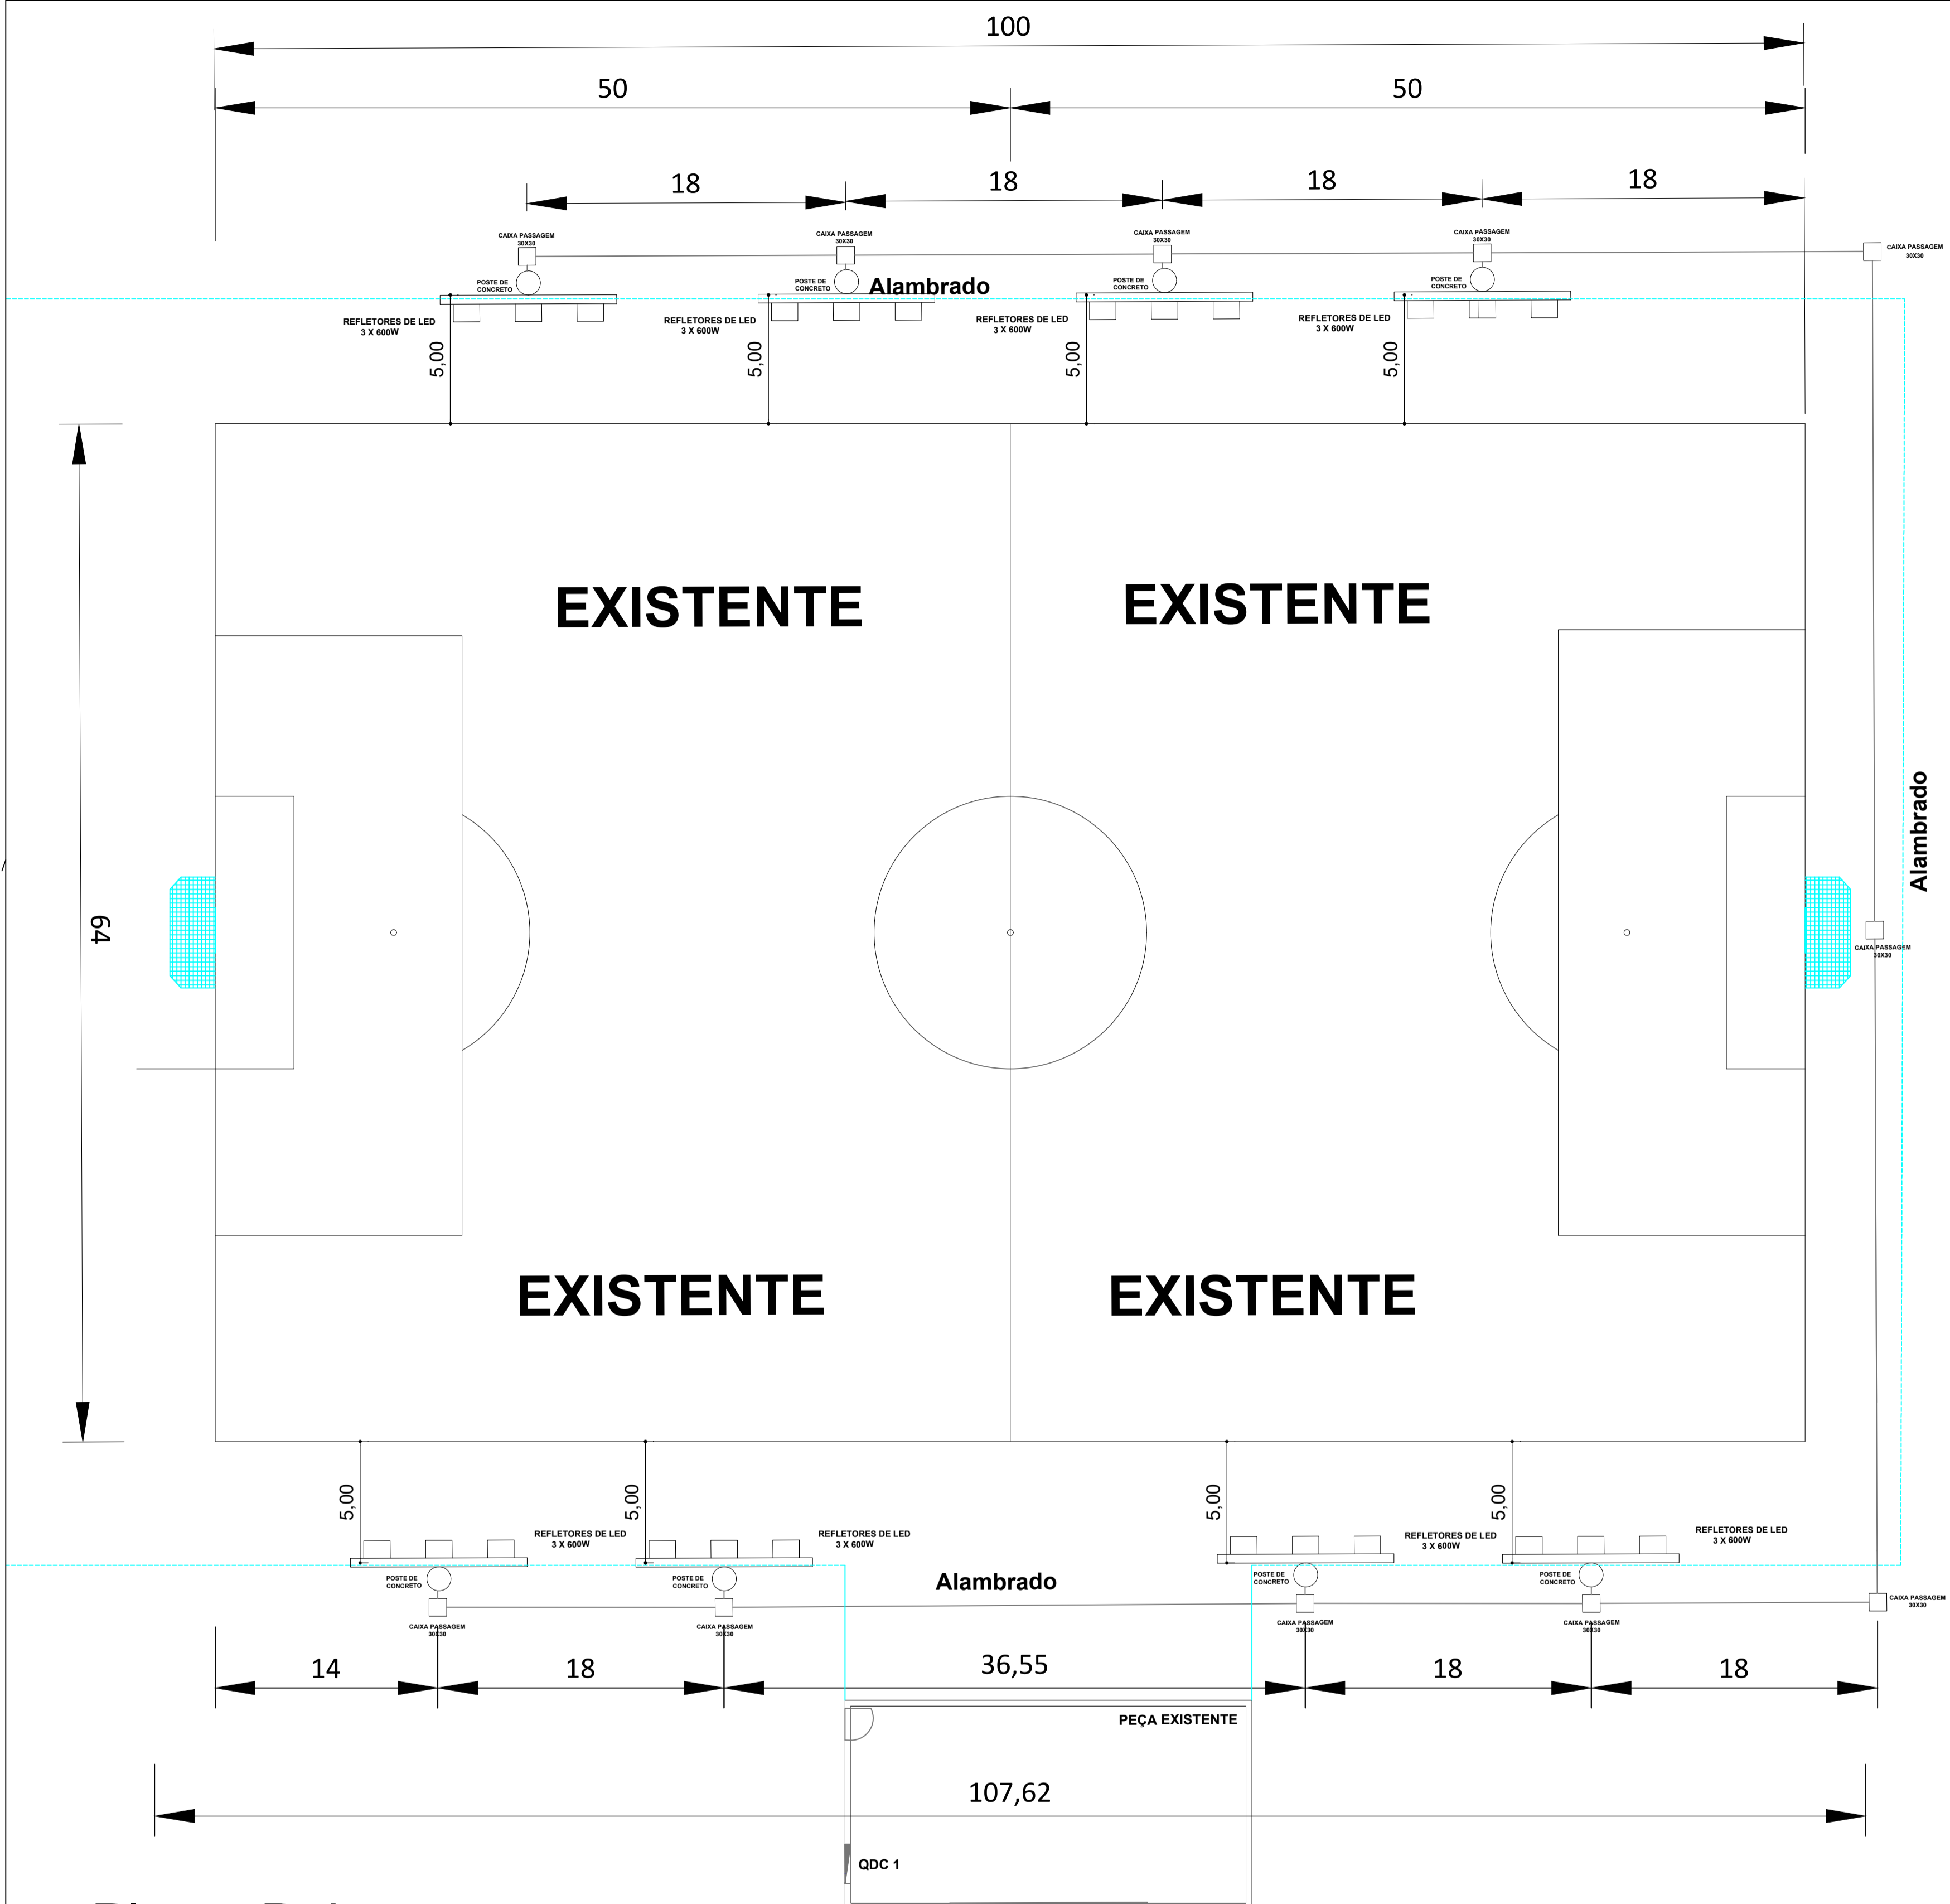 100
50
50
18
18
18
18
CAIXA PASSAGEM
30X30
CAIXA PASSAGEM
30X30
CAIXA PASSAGEM
30X30
CAIXA PASSAGEM
30X30
CAIXA PASSAGEM
30X30
POSTE DE
CONCRETO
POSTE DE
CONCRETO
Alambrado
POSTE DE
CONCRETO
POSTE DE
CONCRETO
REFLETORES DE LED
3 X 600W
REFLETORES DE LED
3 X 600W
REFLETORES DE LED
3 X 600W
REFLETORES DE LED
3 X 600W
5,00
5,00
5,00
5,00
EXISTENTE
EXISTENTE
Alambrado
64
CAIXA PASSAGEM
30X30
EXISTENTE
EXISTENTE
5,00
5,00
5,00
5,00
REFLETORES DE LED
3 X 600W
REFLETORES DE LED
3 X 600W
REFLETORES DE LED
3 X 600W
REFLETORES DE LED
3 X 600W
POSTE DE
CONCRETO
POSTE DE
CONCRETO
Alambrado
POSTE DE
CONCRETO
POSTE DE
CONCRETO
CAIXA PASSAGEM
30X30
CAIXA PASSAGEM
30X30
CAIXA PASSAGEM
30X30
CAIXA PASSAGEM
30X30
CAIXA PASSAGEM
30X30
14
18
36,55
18
18
PEÇA EXISTENTE
107,62
QDC 1